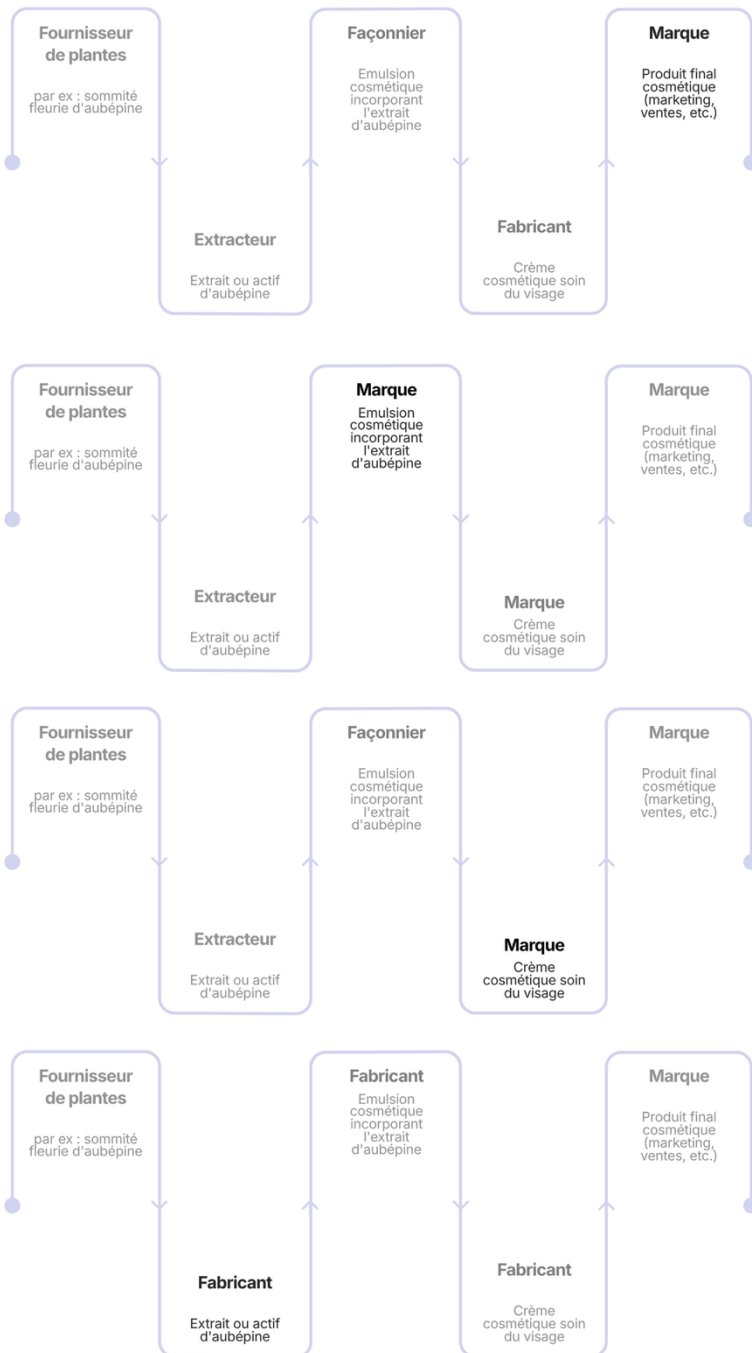 Fournisseur
de plantes
par ex : sommité
fleurie d'aubépine
Extracteur
Extrait ou actif
d'aubépine
Façonnier
Emulsion
cosmétique
incorporant
l'extrait
d'aubépine
Fabricant
Crème
cosmétique soin
du visage
Marque
Produit final
cosmétique
(marketing,
ventes, etc.)
Fournisseur
de plantes
par ex : sommité
fleurie d'aubépine
Extracteur
Extrait ou actif
d'aubépine
Marque
Emulsion
cosmétique
incorporant
l'extrait
d'aubépine
Marque
Crème
cosmétique soin
du visage
Marque
Produit final
cosmétique
(marketing,
ventes, etc.)
Fournisseur
de plantes
par ex : sommité
fleurie d'aubépine
Extracteur
Extrait ou actif
d'aubépine
Façonnier
Emulsion
cosmétique
incorporant
l'extrait
d'aubépine
Marque
Crème
cosmétique soin
du visage
Marque
Produit final
cosmétique
(marketing,
ventes, etc.)
Fournisseur
de plantes
par ex : sommité
fleurie d'aubépine
Fabricant
Extrait ou actif
d'aubépine
Fabricant
Emulsion
cosmétique
incorporant
l'extrait
d'aubépine
Fabricant
Crème
cosmétique soin
du visage
Marque
Produit final
cosmétique
(marketing,
ventes, etc.)